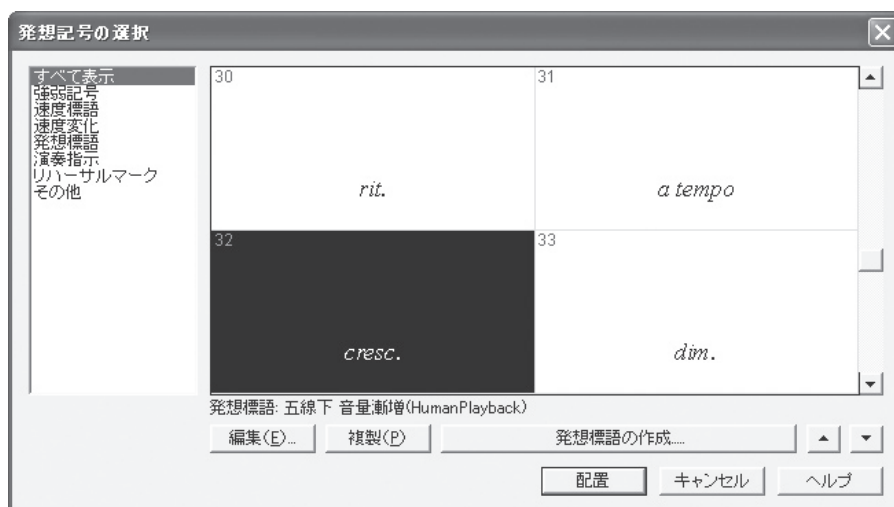 発想記号の選択
すべて表示
強弱記号
速度標語
速度変化
発想標語
演奏指示
リハーサルマーク
その他
30
31
rit.
a tempo
32
33
cresc.
dim.
発想標語: 五線下 音量漸増(HumanPlayback)
編集(E)... 複製(P) 発想標語の作成....
配置 キャンセル ヘルプ